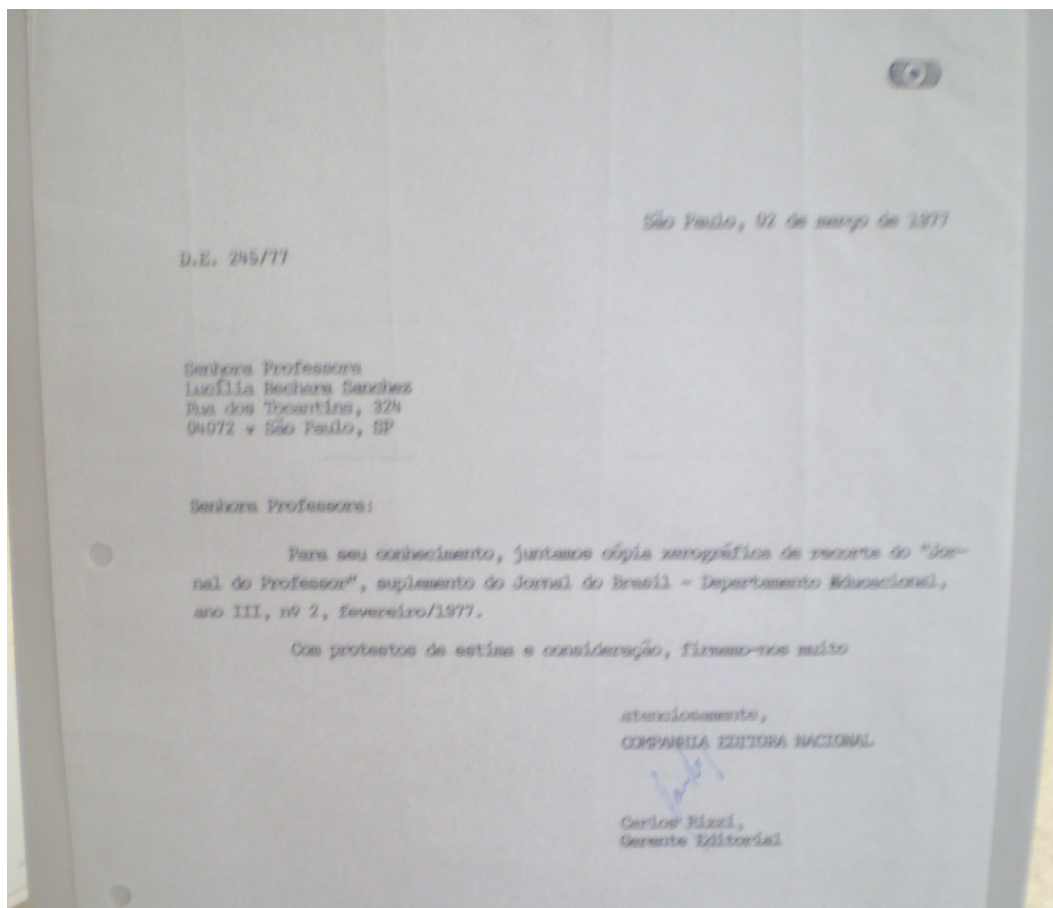 São Paulo, 02 de março de 1977
D.E. 245/77
Senhora Professora
Lucília Bechara Sanchez
Rua dos Tocantins, 324
04072 - São Paulo, SP
Senhora Professora:
Para seu conhecimento, juntamos cópia xerográfica de recorte do "Jor-
nal do Professor", suplemento do Jornal do Brasil - Departamento Educacional,
ano III, nº 2, fevereiro/1977.
Com protestos de estima e consideração, firmamo-nos muito
atenciosamente,
COMPANHIA EDITORA NACIONAL
Carlos Rizzi,
Gerente Editorial